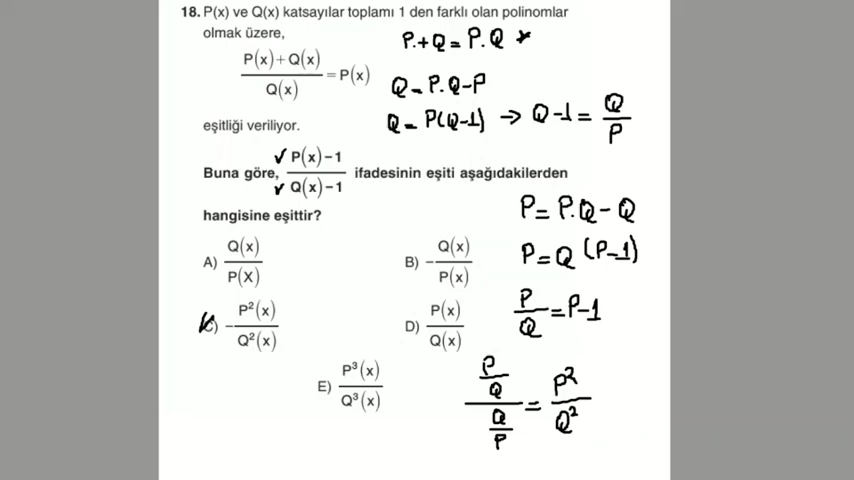 18. P(x) ve Q(x) katsayılar toplamı 1 den farklı olan polinomlar
olmak üzere,
P(x)+Q(x)
/ Q(x) = P(x)
eşitliği veriliyor.
Buna göre, P(x)−1 / Q(x)−1 ifadesinin eşiti aşağıdakilerden
hangisine eşittir?
A) Q(x) / P(X)
B) − Q(x) / P(x)
C) − P²(x) / Q²(x)
D) P(x) / Q(x)
E) P³(x) / Q³(x)
P+Q = P.Q *
Q = P.Q−P
Q = P(Q−1) → Q−1 = Q/P
P = P.Q − Q
P = Q (P−1)
P/Q = P−1
P/Q / Q/P = P²/Q²